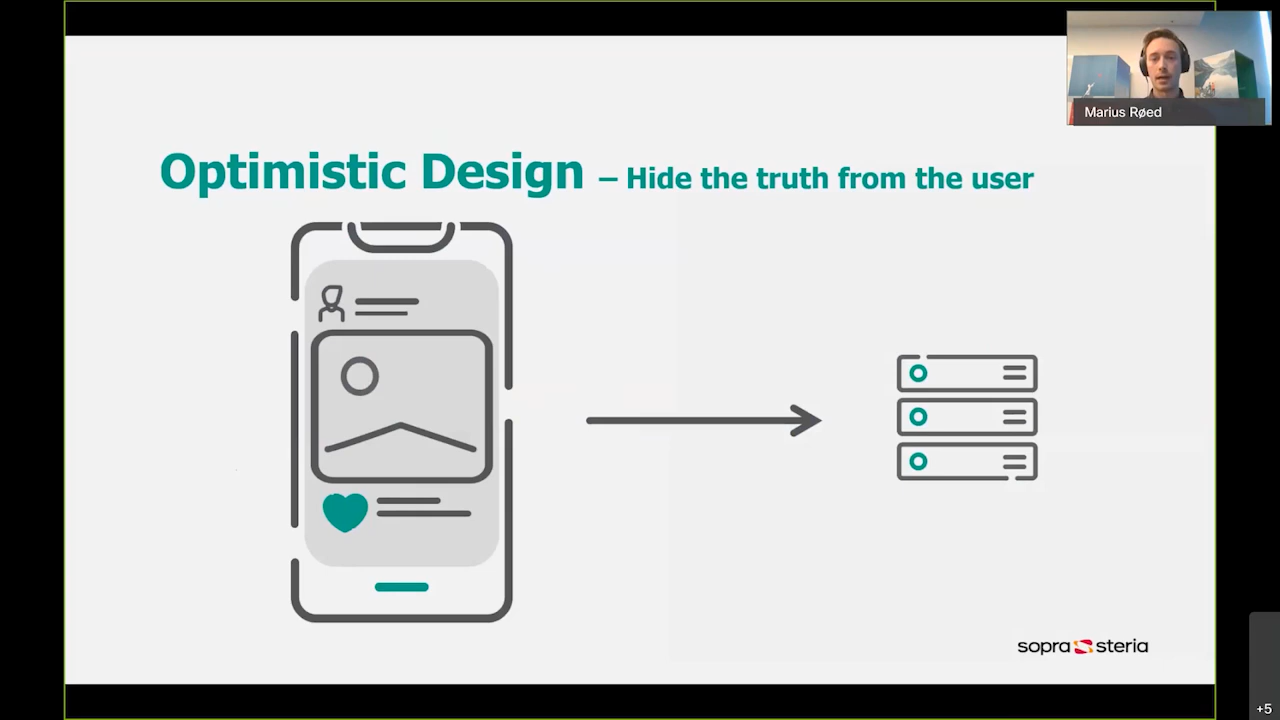 Marius Røed
Optimistic Design – Hide the truth from the user
sopra steria
+5